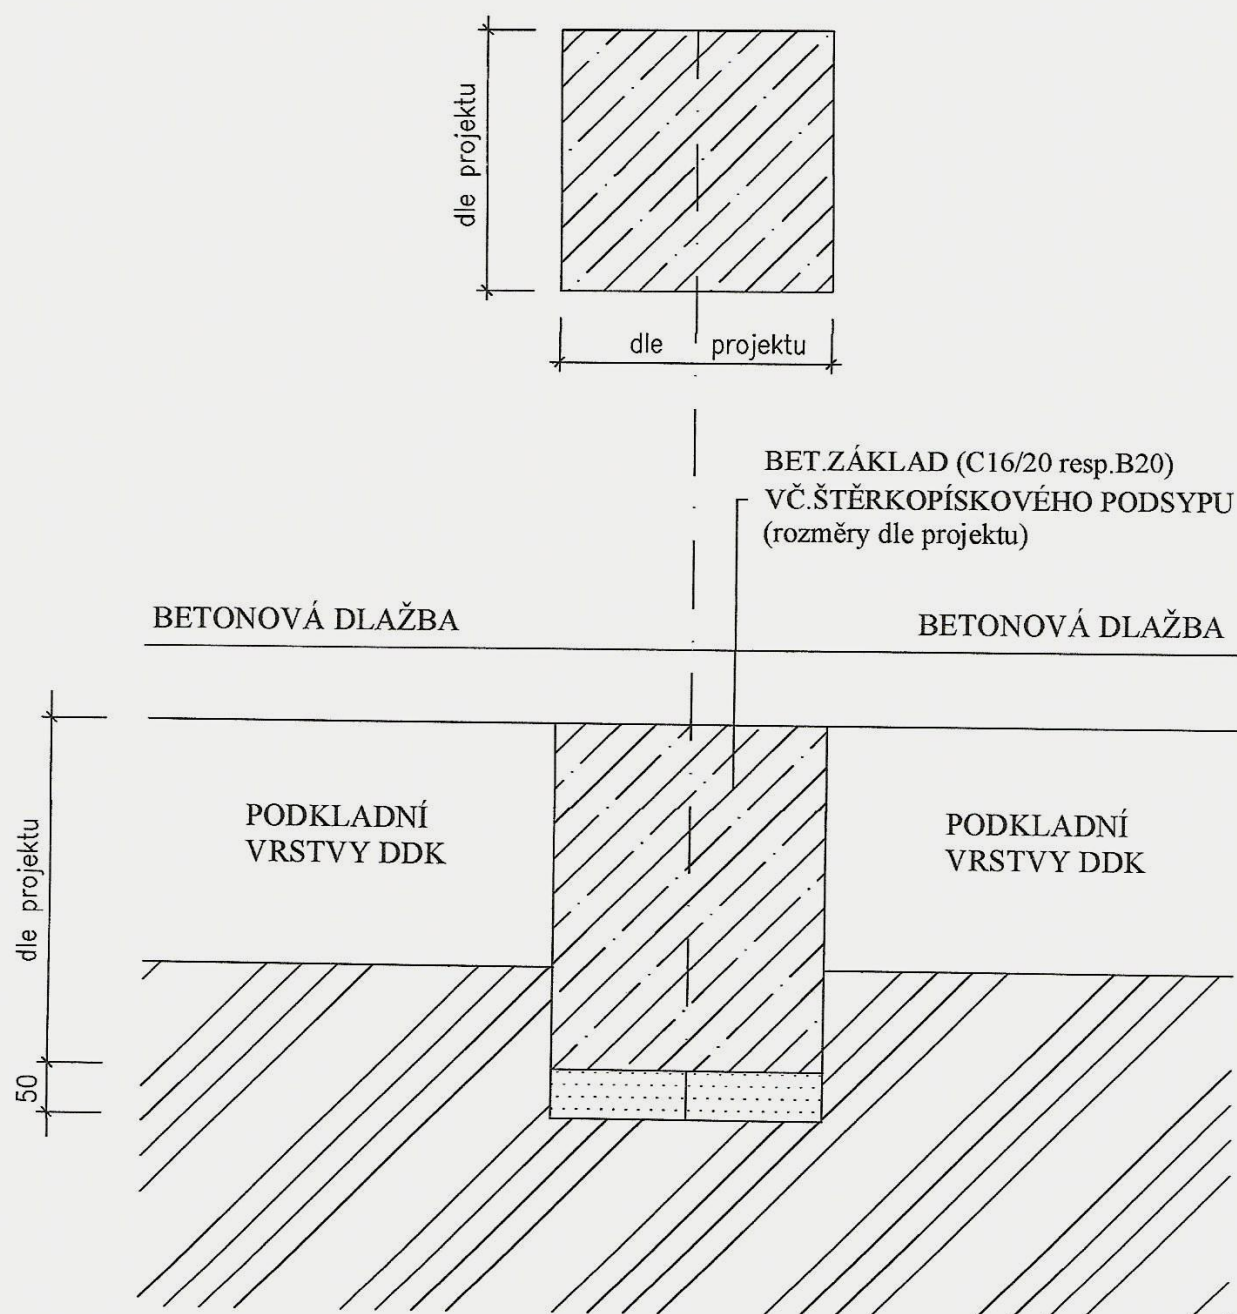 dle projektu
dle projektu
BET.ZÁKLAD (C16/20 resp.B20)
VČ.ŠTĚRKOPÍSKOVÉHO PODSYPU
(rozměry dle projektu)
BETONOVÁ DLAŽBA
BETONOVÁ DLAŽBA
dle projektu
PODKLADNÍ
VRSTVY DDK
PODKLADNÍ
VRSTVY DDK
50